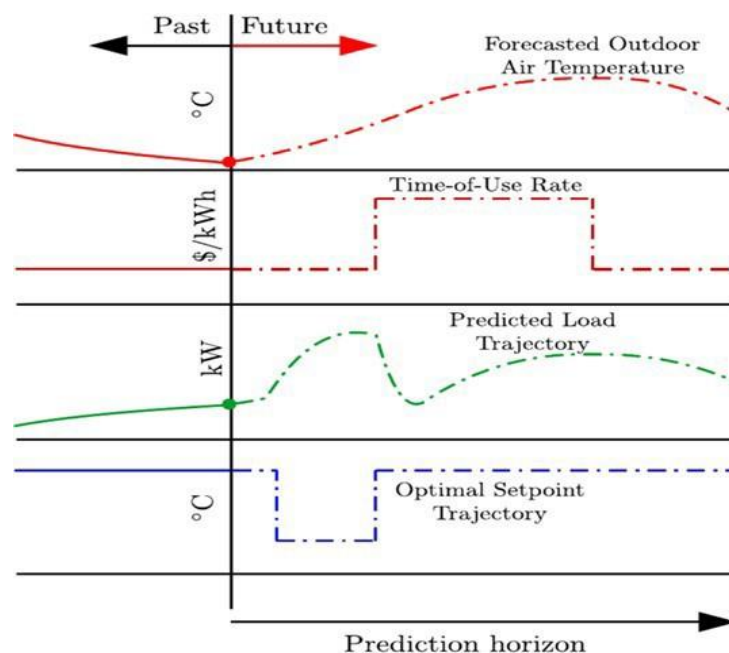 Past Future
Forecasted Outdoor
Air Temperature
°C
Time-of-Use Rate
$/kWh
Predicted Load
Trajectory
kW
Optimal Setpoint
Trajectory
°C
Prediction horizon